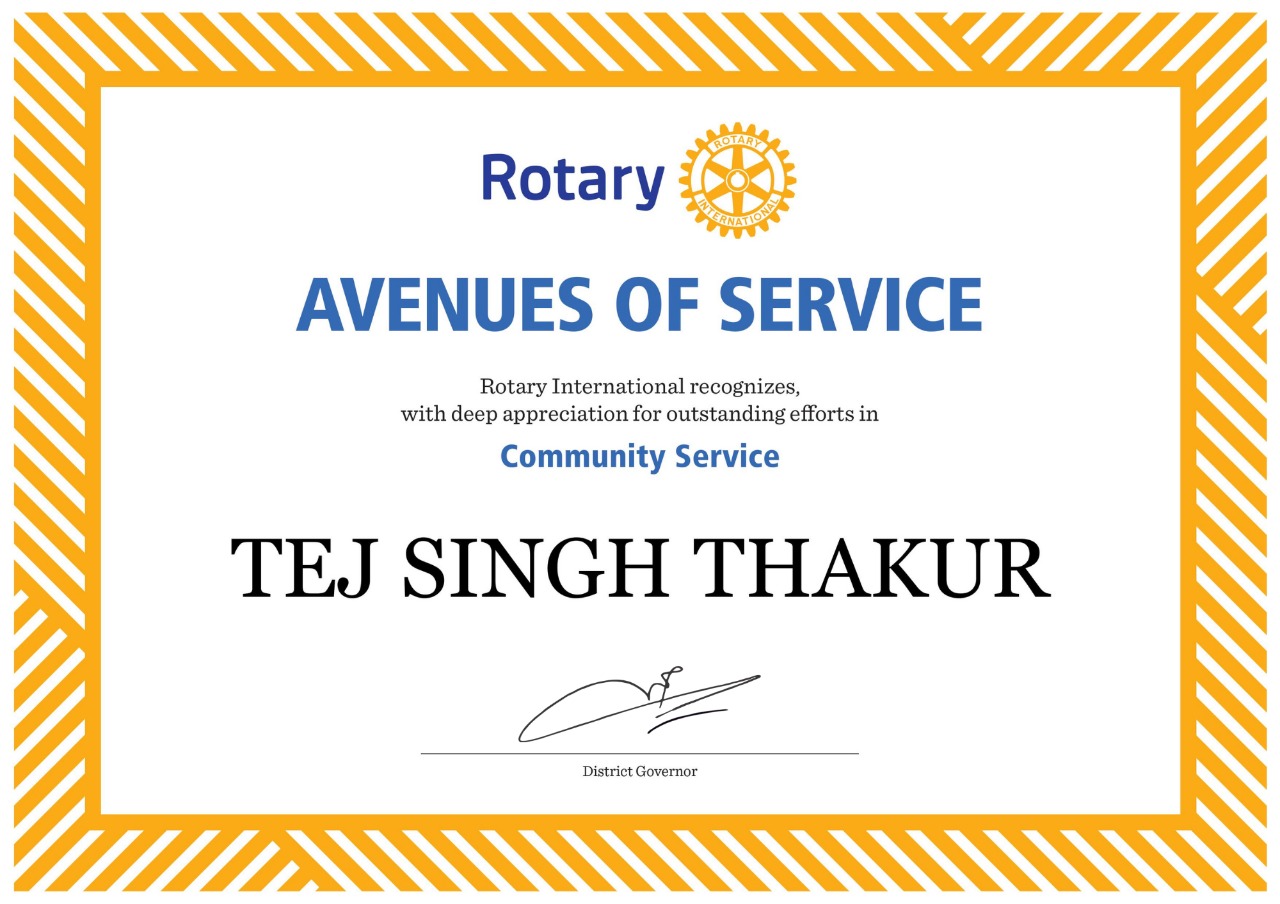 Rotary
ROTARY
INTERNATIONAL
AVENUES OF SERVICE
Rotary International recognizes,
with deep appreciation for outstanding efforts in
Community Service
TEJ SINGH THAKUR
District Governor